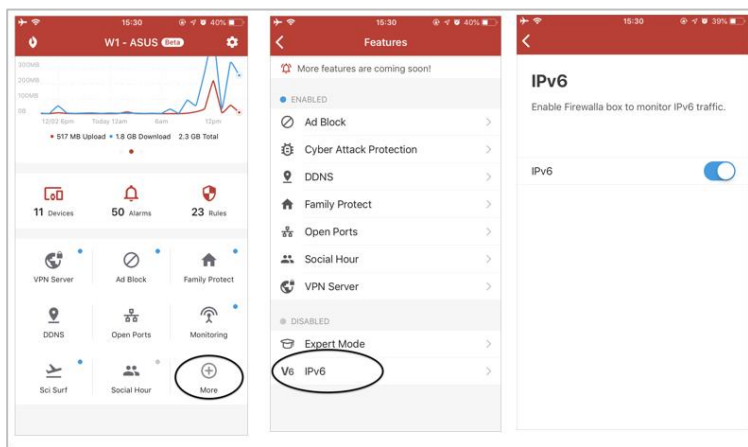 15:30
40%
W1 - ASUS Beta
300MB
200MB
100MB
0B
12/02 6pm Today 12am 6am 12pm
517 MB Upload 1.8 GB Download 2.3 GB Total
11 Devices
50 Alarms
23 Rules
VPN Server
Ad Block
Family Protect
DDNS
Open Ports
Monitoring
Sci Surf
Social Hour
More
15:30
40%
Features
More features are coming soon!
ENABLED
Ad Block
Cyber Attack Protection
DDNS
Family Protect
Open Ports
Social Hour
VPN Server
DISABLED
Expert Mode
V6 IPv6
15:30
39%
IPv6
Enable Firewalla box to monitor IPv6 traffic.
IPv6